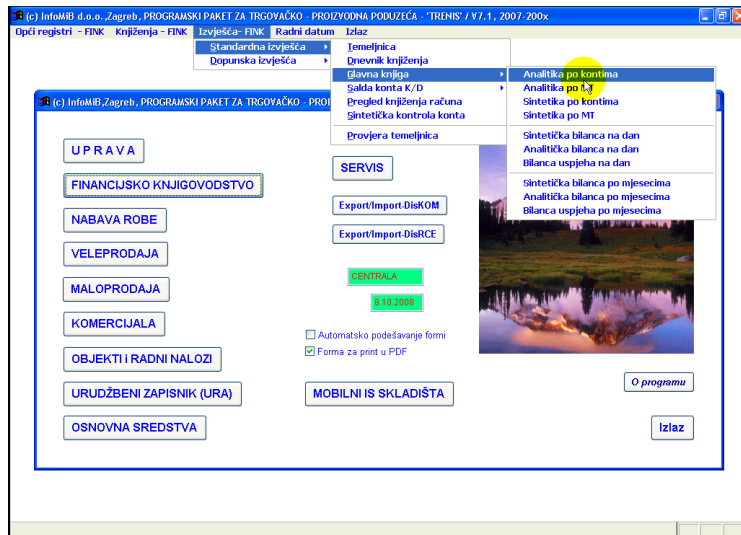 (c) InfoMiB d.o.o.,Zagreb, PROGRAMSKI PAKET ZA TRGOVAČKO - PROIZVODNA PODUZEĆA - 'TRENIS' / V7.1, 2007-200x
Opći registri - FINK Knjiženja - FINK Izvješća- FINK Radni datum Izlaz
Standardna izvješća
Dopunska izvješća
Temeljnica
Dnevnik knjiženja
Glavna knjiga
Salda konta K/D
Pregled knjiženja računa
Sintetička kontrola konta
Provjera temeljnica
Analitika po kontima
Analitika po MT
Sintetika po kontima
Sintetika po MT
Sintetička bilanca na dan
Analitička bilanca na dan
Bilanca uspjeha na dan
Sintetička bilanca po mjesecima
Analitička bilanca po mjesecima
Bilanca uspjeha po mjesecima
(c) InfoMiB,Zagreb, PROGRAMSKI PAKET ZA TRGOVAČKO - PROI
U P R A V A
FINANCIJSKO KNJIGOVODSTVO
NABAVA ROBE
VELEPRODAJA
MALOPRODAJA
KOMERCIJALA
OBJEKTI i RADNI NALOZI
URUDŽBENI ZAPISNIK (URA)
OSNOVNA SREDSTVA
SERVIS
Export/Import-DisKOM
Export/Import-DisRCE
CENTRALA
8.10.2008
Automatsko podešavanje formi
Forma za print u PDF
MOBILNI IS SKLADIŠTA
O programu
Izlaz